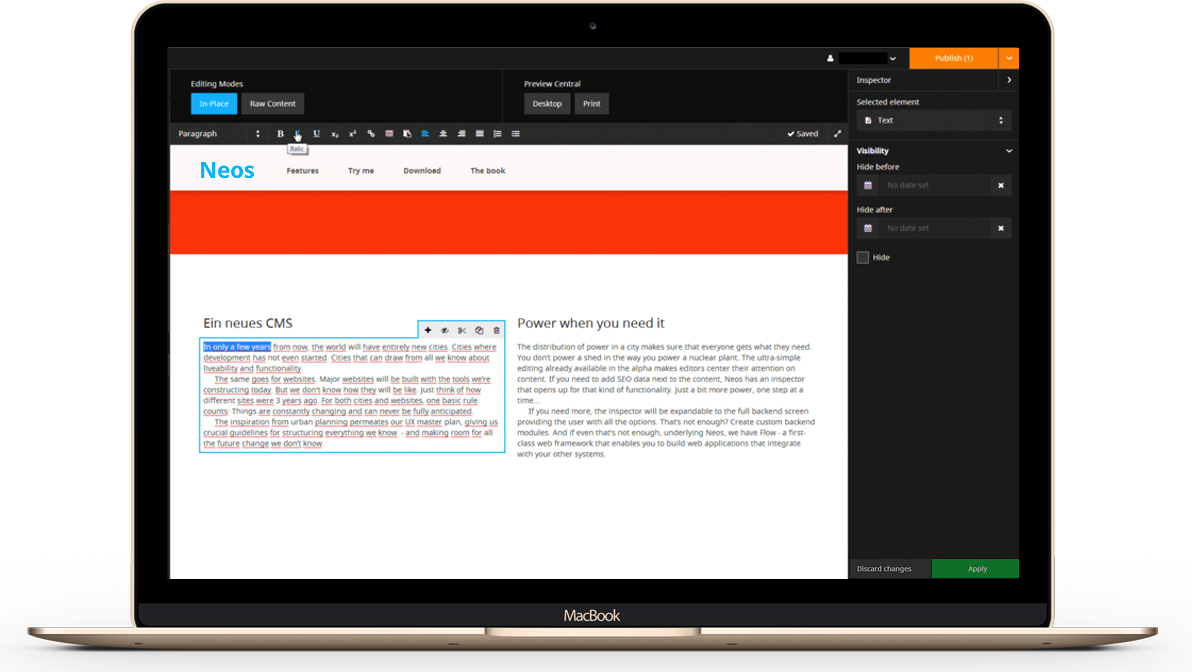 Publish (1)
Editing Modes
Preview Central
Inspector
In-Place Raw Content
Desktop Print
Selected element
Text
Paragraph
B I U x₂ x²
Saved
Italic
Visibility
Hide before
No date set
Hide after
No date set
Hide
Neos
Features Try me Download The book
Ein neues CMS
In only a few years from now, the world will have entirely new cities. Cities where
development has not even started. Cities that can draw from all we know about
liveability and functionality.
The same goes for websites. Major websites will be built with the tools we're
constructing today. But we don't know how they will be like. Just think of how
different sites were 3 years ago. For both cities and websites, one basic rule
counts: Things are constantly changing and can never be fully anticipated.
The inspiration from urban planning permeates our UX master plan, giving us
crucial guidelines for structuring everything we know - and making room for all
the future change we don't know.
Power when you need it
The distribution of power in a city makes sure that everyone gets what they need.
You don't power a shed in the way you power a nuclear plant. The ultra-simple
editing already available in the alpha makes editors center their attention on
content. If you need to add SEO data next to the content, Neos has an inspector
that opens up for that kind of functionality. Just a bit more power, one step at a
time...
If you need more, the inspector will be expandable to the full backend screen
providing the user with all the options. That's not enough? Create custom backend
modules. And if even that's not enough, underlying Neos, we have Flow - a first-
class web framework that enables you to build web applications that integrate
with your other systems.
Discard changes
Apply
MacBook